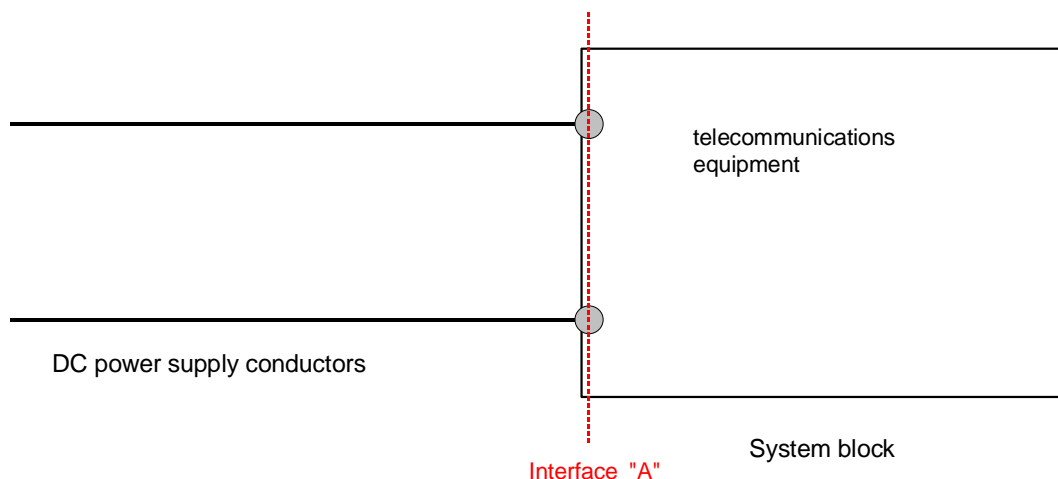 telecommunications
equipment
DC power supply conductors
System block
Interface "A"